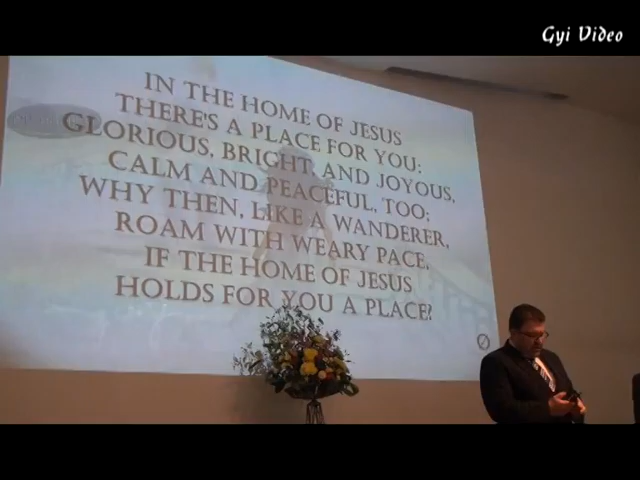 Gyi Video
IN THE HOME OF JESUS
THERE'S A PLACE FOR YOU;
GLORIOUS, BRIGHT, AND JOYOUS,
CALM AND PEACEFUL, TOO;
WHY THEN, LIKE A WANDERER,
ROAM WITH WEARY PACE,
IF THE HOME OF JESUS
HOLDS FOR YOU A PLACE?